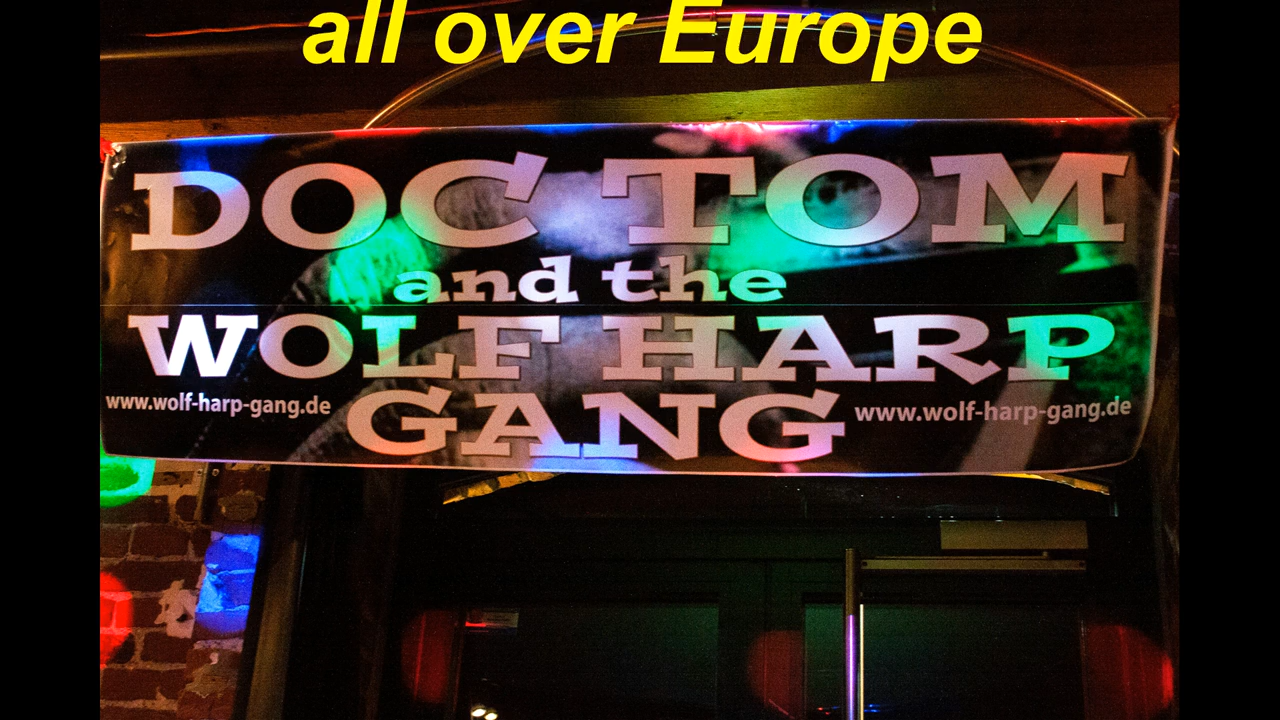 all over Europe
DOC TOM
and the
WOLF HARP
GANG
www.wolf-harp-gang.de
www.wolf-harp-gang.de